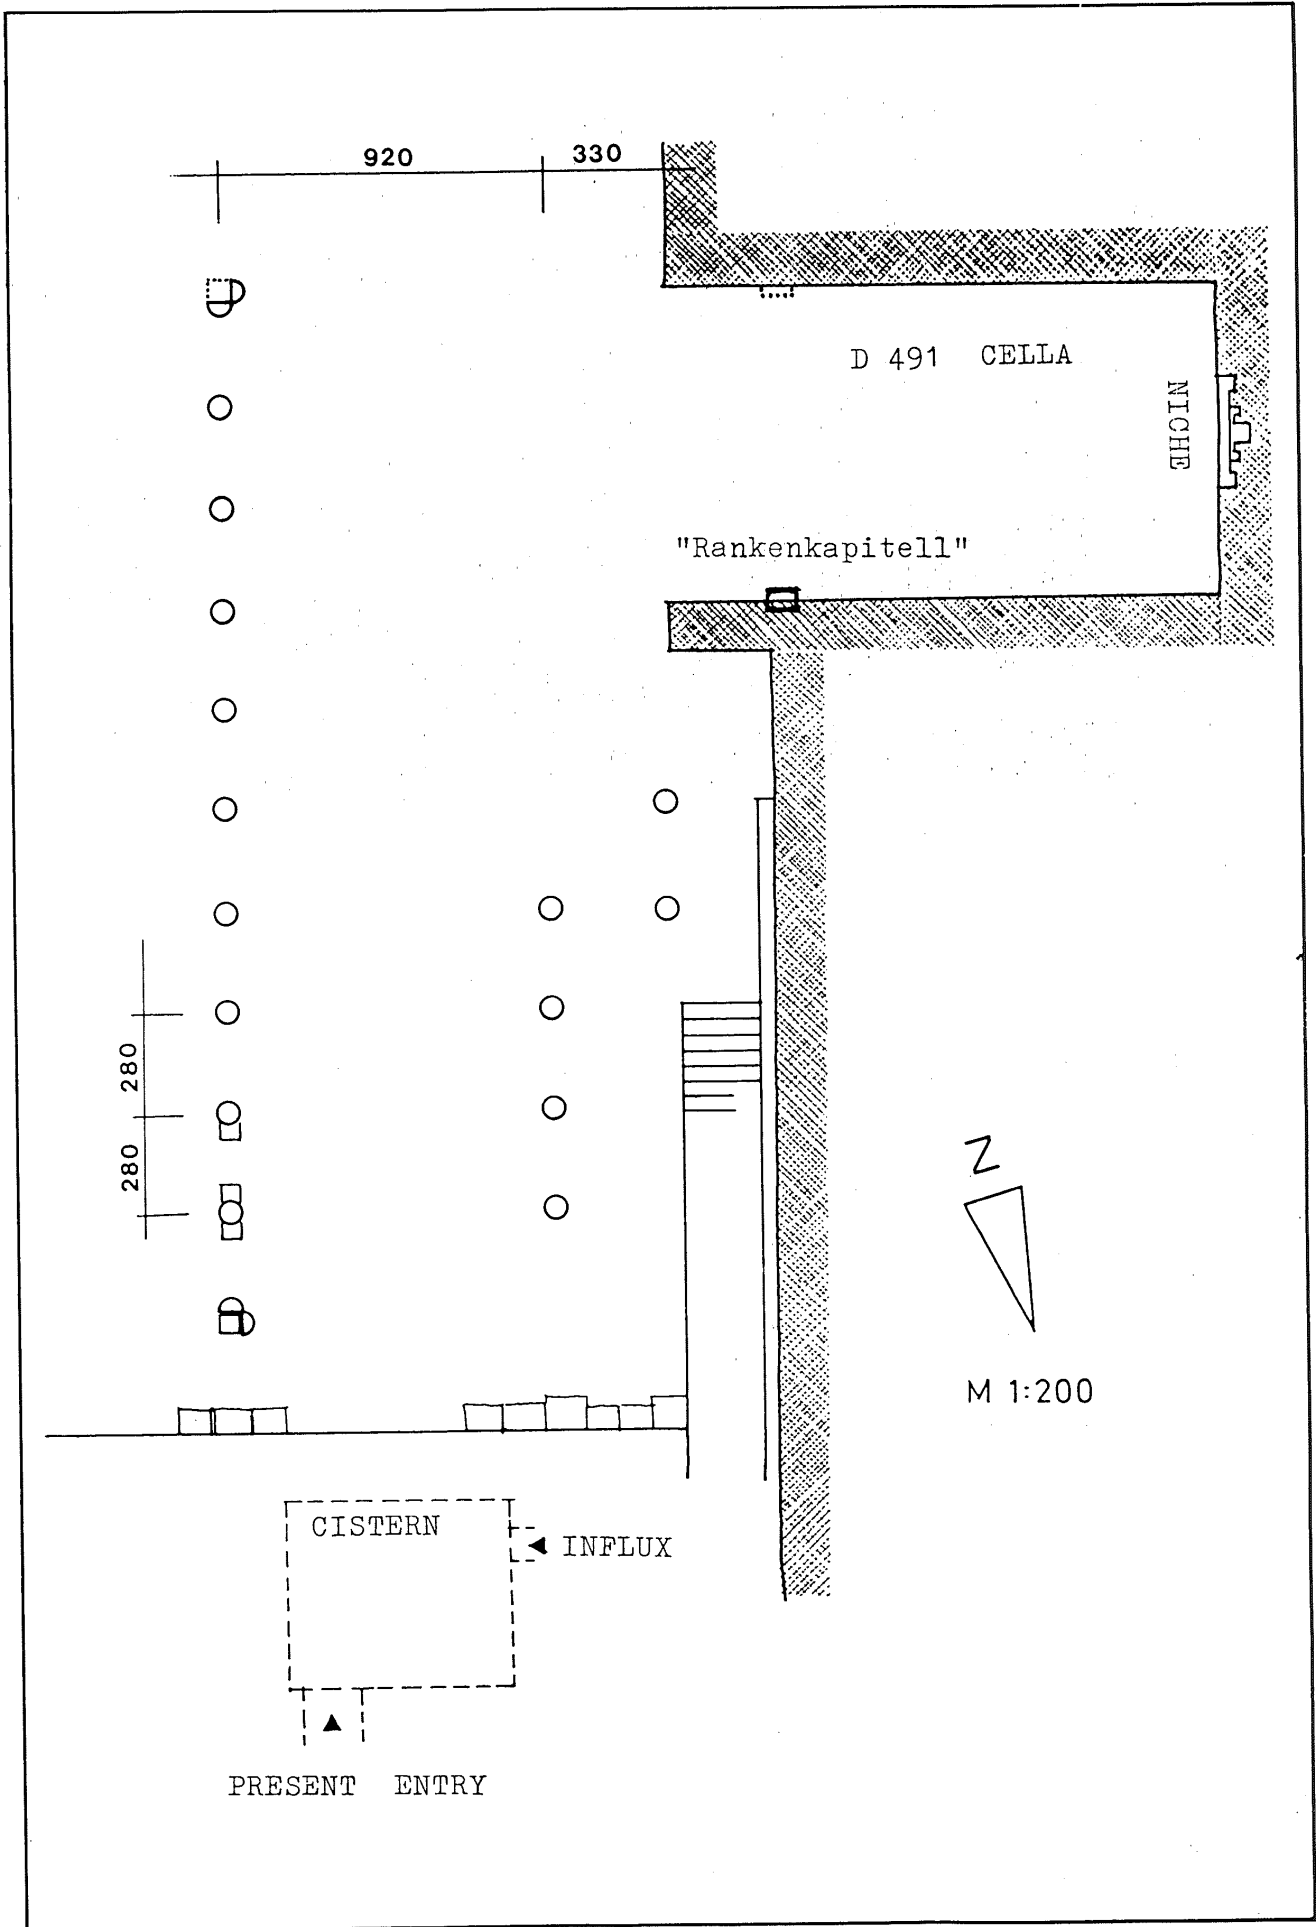 920
330
D 491 CELLA
NICHE
"Rankenkapitell"
280
280
N
M 1:200
CISTERN
INFLUX
PRESENT ENTRY